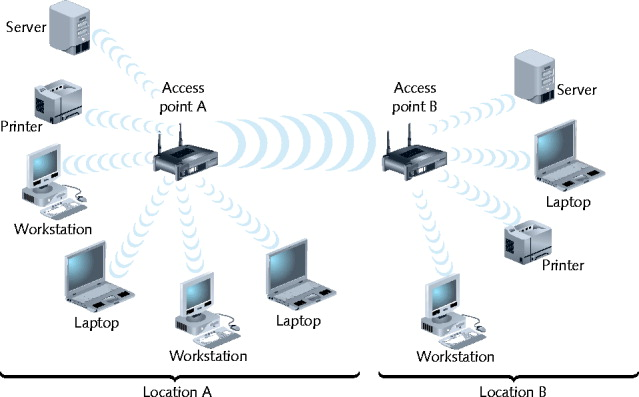 Server
Access
point A
Access
point B
Server
Printer
Workstation
Laptop
Laptop
Printer
Laptop
Workstation
Workstation
Location A
Location B